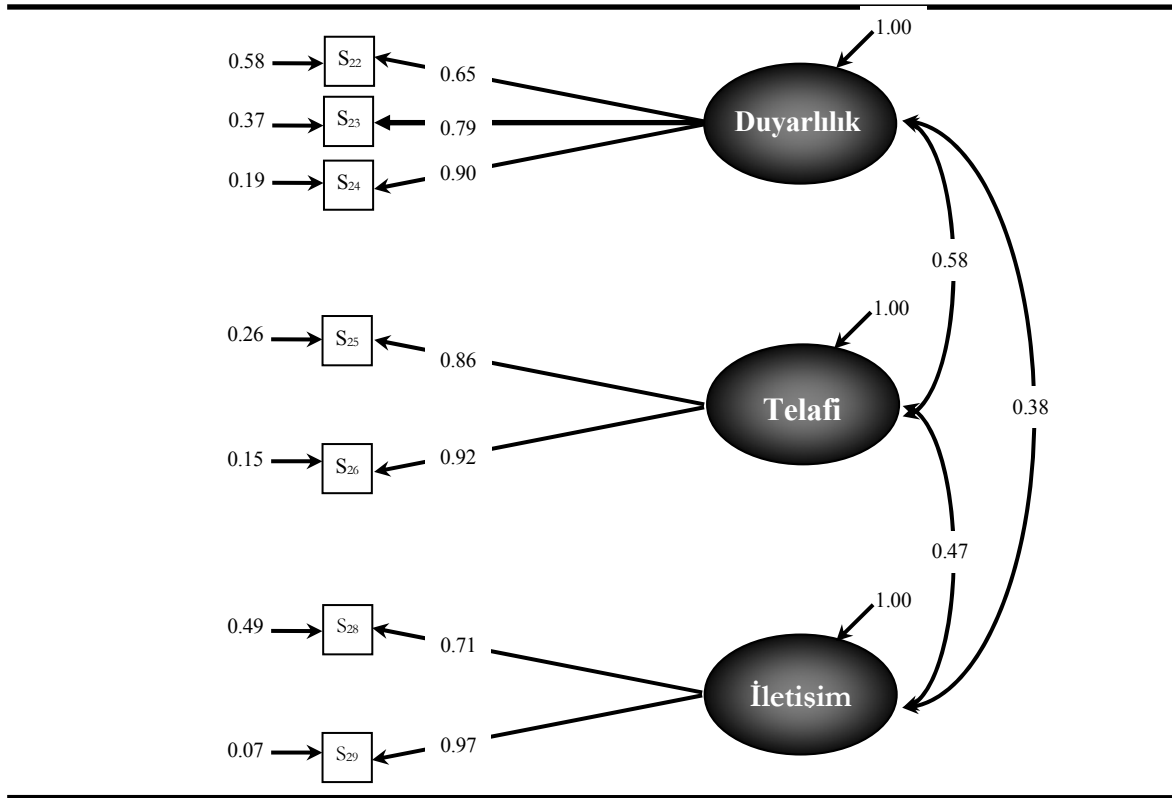 1.00
0.58 S22 0.65
0.37 S23 0.79 Duyarlılık
0.19 S24 0.90
0.58
1.00
0.26 S25 0.86
Telafi 0.38
0.15 S26 0.92
0.47
1.00
0.49 S28 0.71
İletişim
0.07 S29 0.97